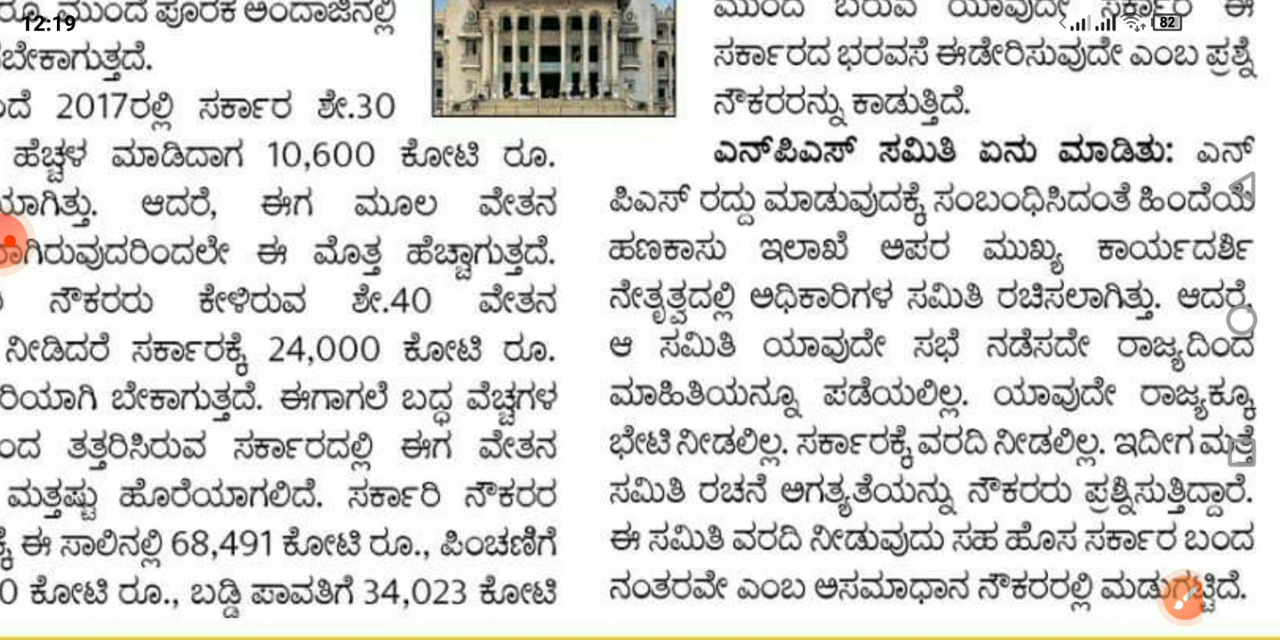 12:19
82
ಮುಂದೆ ಪೂರಕ ಅಂದಾಜಿನಲ್ಲಿ
ಬೇಕಾಗುತ್ತದೆ.
2017ರಲ್ಲಿ ಸರ್ಕಾರ ಶೇ.30
ಹೆಚ್ಚಳ ಮಾಡಿದಾಗ 10,600 ಕೋಟಿ ರೂ.
ಯಾಗಿತ್ತು. ಆದರೆ, ಈಗ ಮೂಲ ವೇತನ
ಗಿರುವುದರಿಂದಲೇ ಈ ಮೊತ್ತ ಹೆಚ್ಚಾಗುತ್ತದೆ.
ನೌಕರರು ಕೇಳಿರುವ ಶೇ.40 ವೇತನ
ನೀಡಿದರೆ ಸರ್ಕಾರಕ್ಕೆ 24,000 ಕೋಟಿ ರೂ.
ರಿಯಾಗಿ ಬೇಕಾಗುತ್ತದೆ. ಈಗಾಗಲೆ ಬದ್ಧ ವೆಚ್ಚಗಳ
ತತ್ತರಿಸಿರುವ ಸರ್ಕಾರದಲ್ಲಿ ಈಗ ವೇತನ
ಮತ್ತಷ್ಟು ಹೊರೆಯಾಗಲಿದೆ. ಸರ್ಕಾರಿ ನೌಕರರ
ಈ ಸಾಲಿನಲ್ಲಿ 68,491 ಕೋಟಿ ರೂ., ಪಿಂಚಣಿಗೆ
0 ಕೋಟಿ ರೂ., ಬಡ್ಡಿ ಪಾವತಿಗೆ 34,023 ಕೋಟಿ
ಮುಂದೆ ಬರುವ ಯಾವುದೇ ಸರ್ಕಾರ ಈ
ಸರ್ಕಾರದ ಭರವಸೆ ಈಡೇರಿಸುವುದೇ ಎಂಬ ಪ್ರಶ್ನೆ
ನೌಕರರನ್ನು ಕಾಡುತ್ತಿದೆ.
ಎನ್‌ಪಿಎಸ್ ಸಮಿತಿ ಏನು ಮಾಡಿತು: ಎನ್
ಪಿಎಸ್ ರದ್ದು ಮಾಡುವುದಕ್ಕೆ ಸಂಬಂಧಿಸಿದಂತೆ ಹಿಂದೆಯೆ
ಹಣಕಾಸು ಇಲಾಖೆ ಅಪರ ಮುಖ್ಯ ಕಾರ್ಯದರ್ಶಿ
ನೇತೃತ್ವದಲ್ಲಿ ಅಧಿಕಾರಿಗಳ ಸಮಿತಿ ರಚಿಸಲಾಗಿತ್ತು. ಆದರೆ,
ಆ ಸಮಿತಿ ಯಾವುದೇ ಸಭೆ ನಡೆಸದೇ ರಾಜ್ಯದಿಂದ
ಮಾಹಿತಿಯನ್ನೂ ಪಡೆಯಲಿಲ್ಲ. ಯಾವುದೇ ರಾಜ್ಯಕ್ಕೂ
ಭೇಟಿ ನೀಡಲಿಲ್ಲ. ಸರ್ಕಾರಕ್ಕೆ ವರದಿ ನೀಡಲಿಲ್ಲ. ಇದೀಗ ಮತ್ತೆ
ಸಮಿತಿ ರಚನೆ ಅಗತ್ಯತೆಯನ್ನು ನೌಕರರು ಪ್ರಶ್ನಿಸುತ್ತಿದ್ದಾರೆ.
ಈ ಸಮಿತಿ ವರದಿ ನೀಡುವುದು ಸಹ ಹೊಸ ಸರ್ಕಾರ ಬಂದ
ನಂತರವೇ ಎಂಬ ಅಸಮಾಧಾನ ನೌಕರರಲ್ಲಿ ಮಡುಗಟ್ಟಿದೆ.